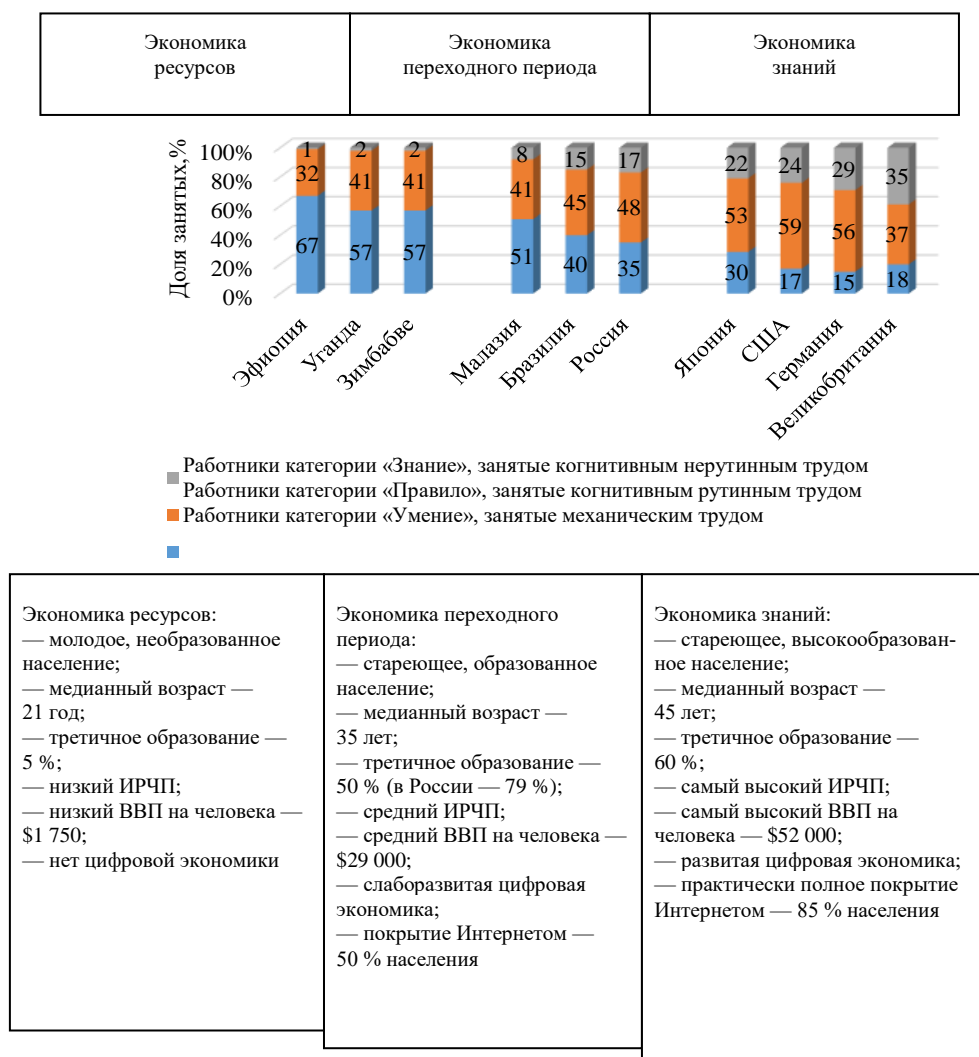 Экономика
ресурсов
Экономика
переходного периода
Экономика
знаний
Доля занятых,%
100%
80%
60%
40%
20%
0%
1 2 2 8 15 17 22 24 29 35
32 41 41 41 45 48 53 59 56 37
67 57 57 51 40 35 30 17 15 18
Эфиопия
Уганда
Зимбабве
Малазия
Бразилия
Россия
Япония
США
Германия
Великобритания
Работники категории «Знание», занятые когнитивным нерутинным трудом
Работники категории «Правило», занятые когнитивным рутинным трудом
Работники категории «Умение», занятые механическим трудом
Экономика ресурсов:
— молодое, необразованное
население;
— медианный возраст —
21 год;
— третичное образование —
5 %;
— низкий ИРЧП;
— низкий ВВП на человека —
$1 750;
— нет цифровой экономики
Экономика переходного
периода:
— стареющее, образованное
население;
— медианный возраст —
35 лет;
— третичное образование —
50 % (в России — 79 %);
— средний ИРЧП;
— средний ВВП на человека —
$29 000;
— слаборазвитая цифровая
экономика;
— покрытие Интернетом —
50 % населения
Экономика знаний:
— стареющее, высокообразован-
ное население;
— медианный возраст —
45 лет;
— третичное образование —
60 %;
— самый высокий ИРЧП;
— самый высокий ВВП на
человека — $52 000;
— развитая цифровая экономика;
— практически полное покрытие
Интернетом — 85 % населения